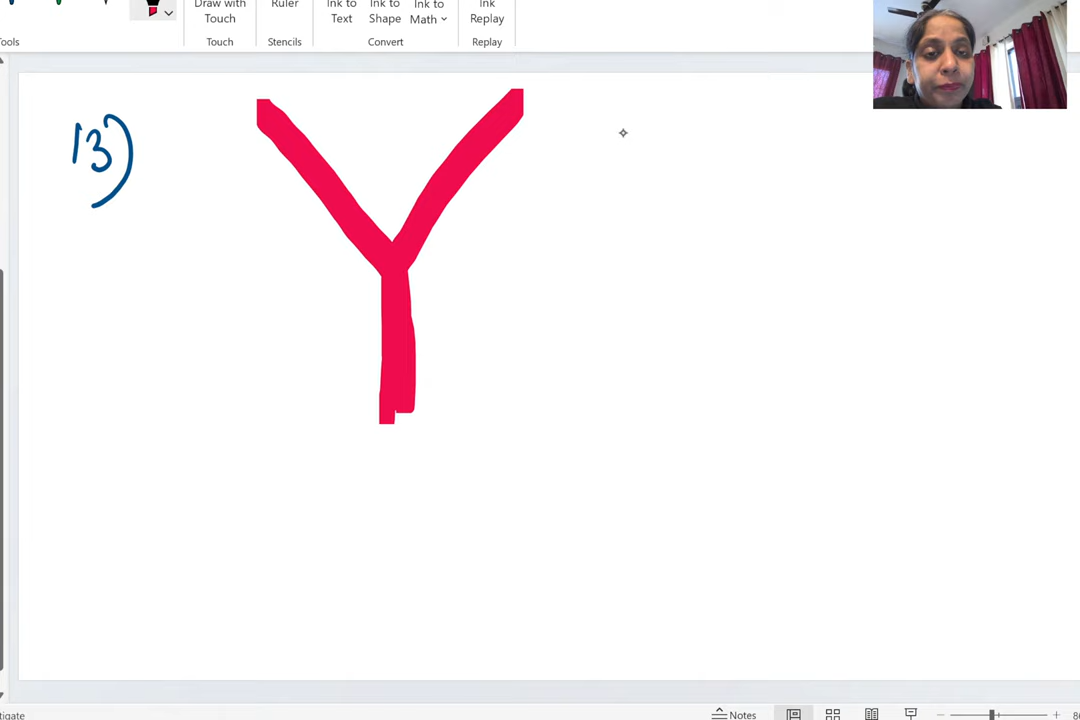 Draw with Touch
Ruler
Ink to Text
Ink to Shape
Ink to Math
Ink Replay
Tools
Touch
Stencils
Convert
Replay
13)
Y
tigate
Notes